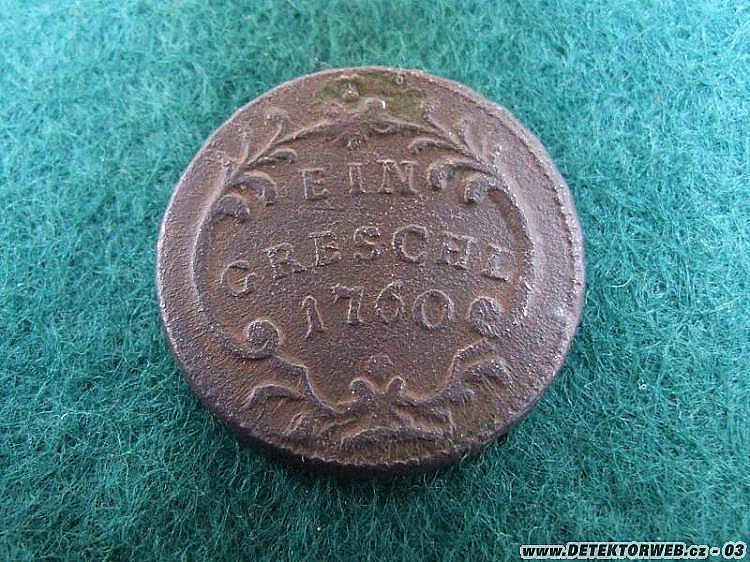 EIN
GRESCHL
1760
www.DETEKTORWEB.cz - 03